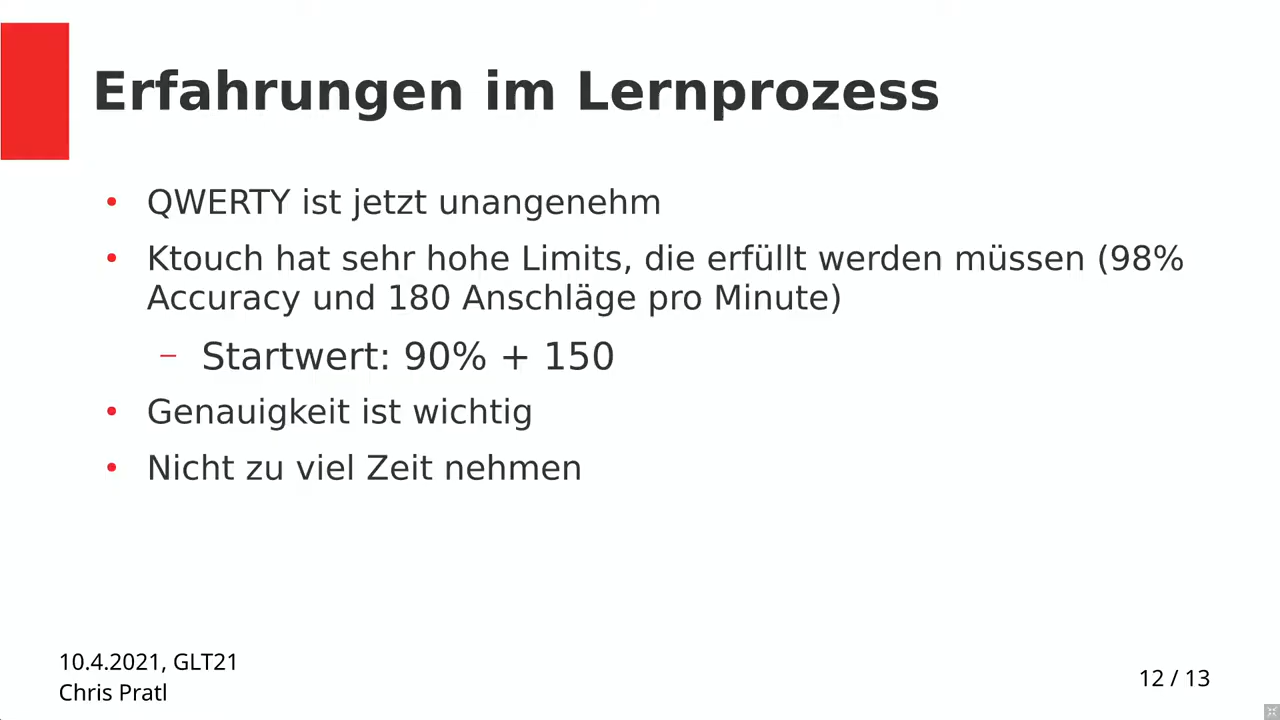 Erfahrungen im Lernprozess
• QWERTY ist jetzt unangenehm
• Ktouch hat sehr hohe Limits, die erfüllt werden müssen (98%
Accuracy und 180 Anschläge pro Minute)
– Startwert: 90% + 150
• Genauigkeit ist wichtig
• Nicht zu viel Zeit nehmen
10.4.2021, GLT21
Chris Pratl
12 / 13